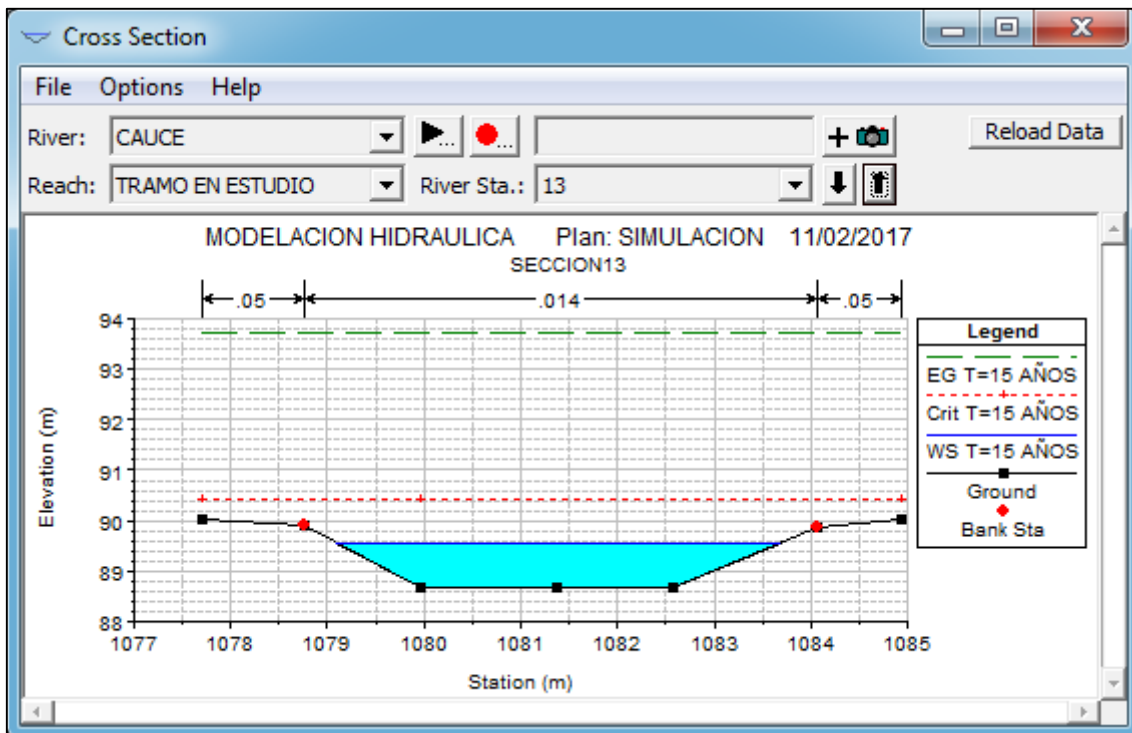 Cross Section
File Options Help
River: CAUCE ... ... + Reload Data
Reach: TRAMO EN ESTUDIO River Sta.: 13
MODELACION HIDRAULICA Plan: SIMULACION 11/02/2017
SECCION13
.05 .014 .05
94
93
92
91
90
89
88
Elevation (m)
1077 1078 1079 1080 1081 1082 1083 1084 1085
Station (m)
Legend
EG T=15 AÑOS
Crit T=15 AÑOS
WS T=15 AÑOS
Ground
Bank Sta